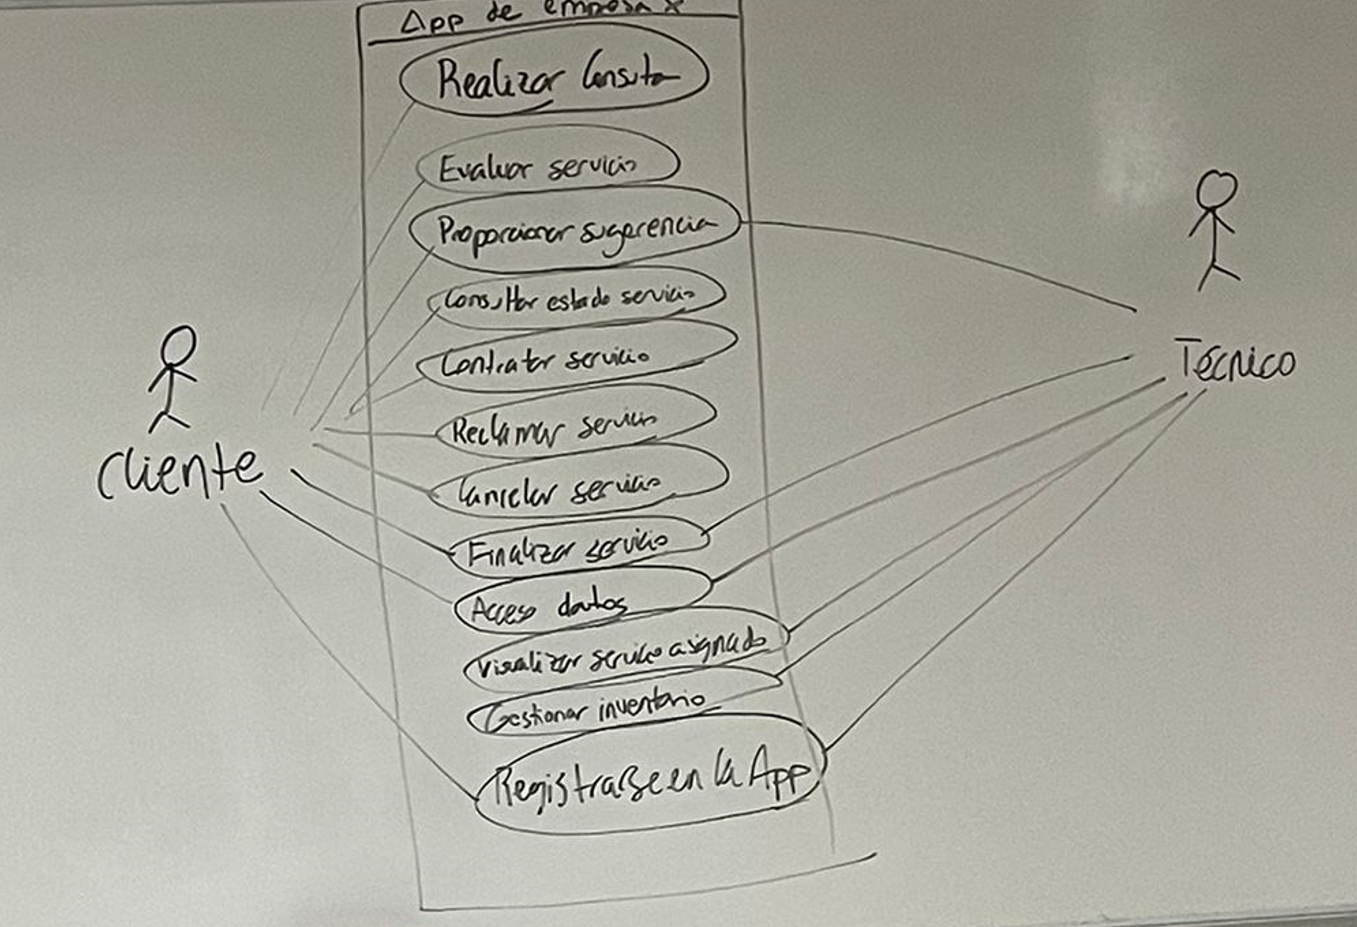 App de empresa x
Realizar Consulta
Evaluar servicio
Proporcionar sugerencia
Consultar estado servicio
Contratar servicio
Reclamar servicio
Cancelar servicio
Finalizar servicio
Acceso datos
Visualizar servicio asignado
Gestionar inventario
Registrarse en la App
Cliente
Técnico